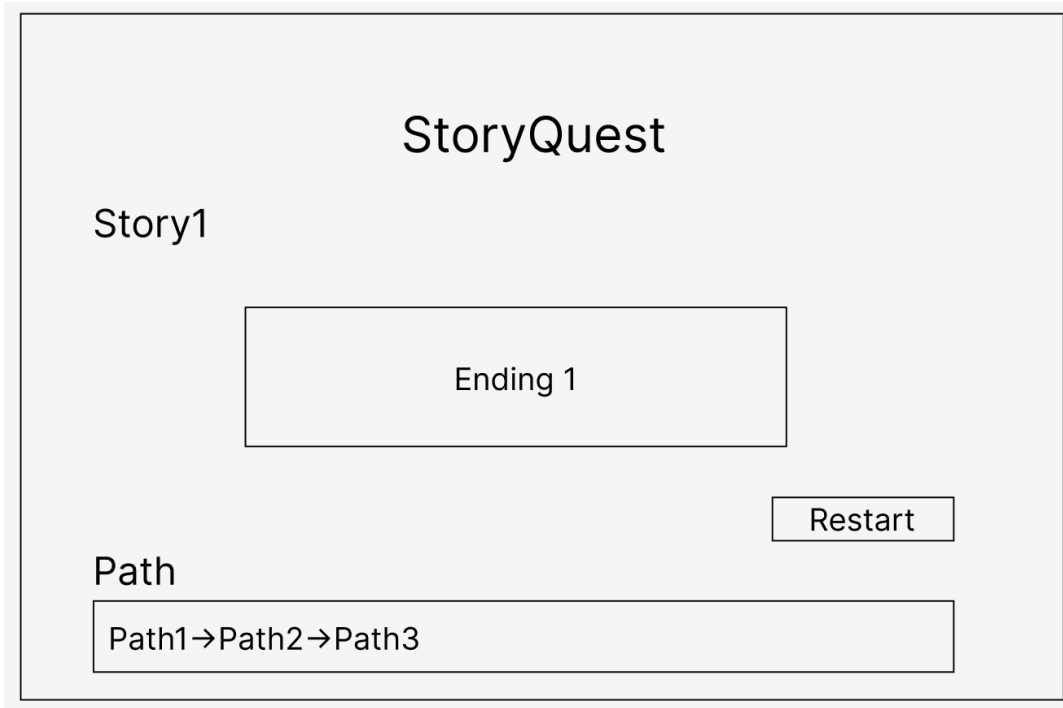 StoryQuest
Story1
Ending 1
Restart
Path
Path1→Path2→Path3